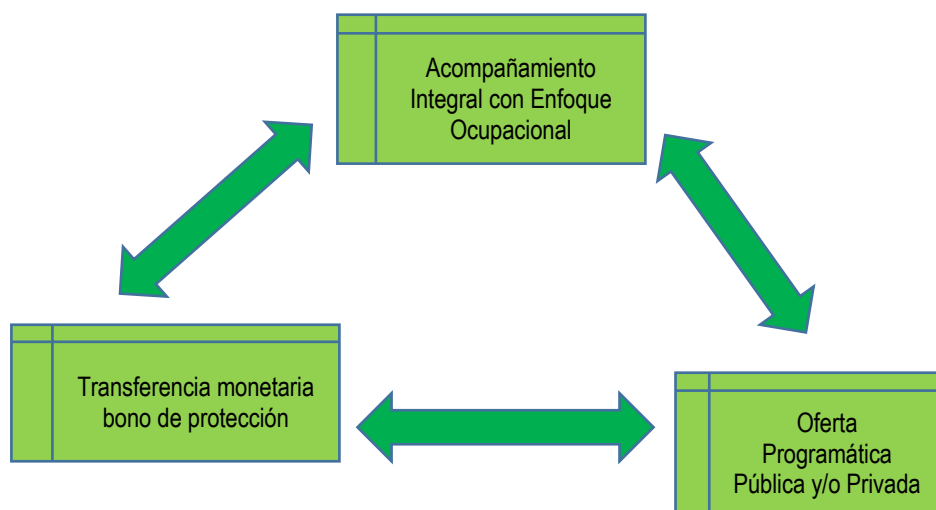 Acompañamiento
Integral con Enfoque
Ocupacional
Transferencia monetaria
bono de protección
Oferta
Programática
Pública y/o Privada